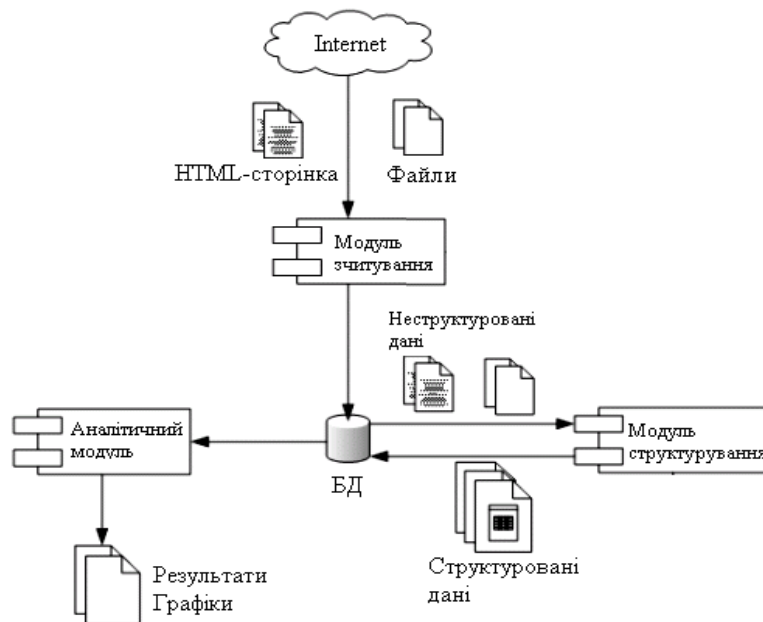 Internet
HTML-сторінка
Файли
Модуль
зчитування
Неструктуровані
дані
Аналітичний
модуль
БД
Модуль
структурування
Структуровані
дані
Результати
Графіки